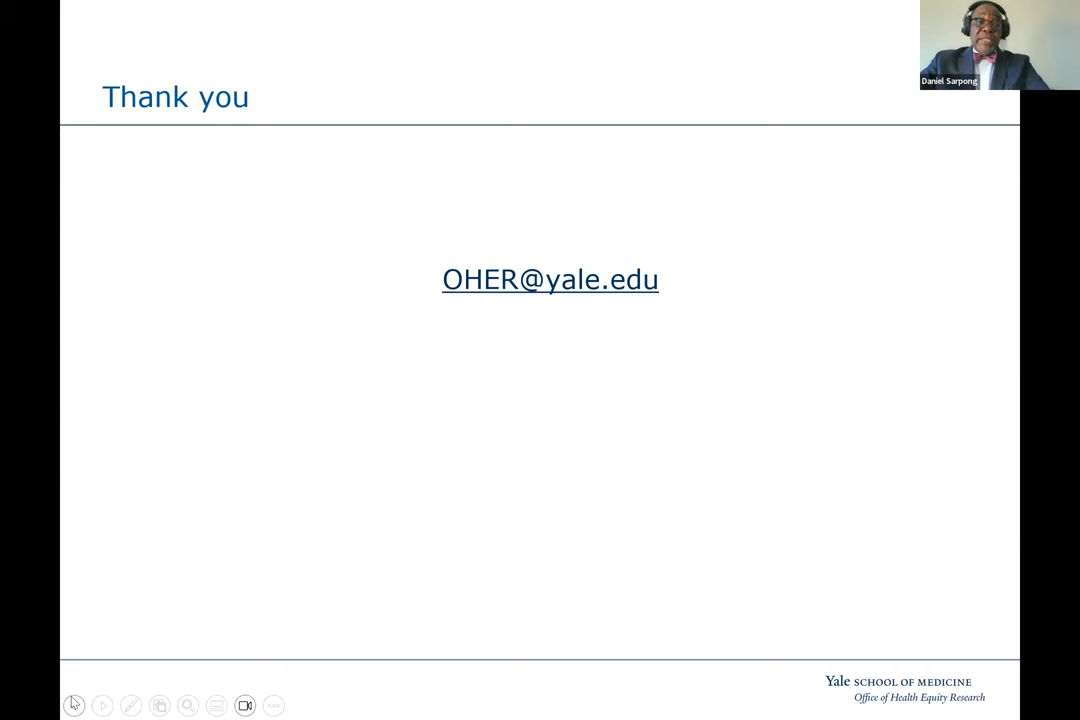 Daniel Sarpong
Thank you
OHER@yale.edu
Yale SCHOOL OF MEDICINE
Office of Health Equity Research